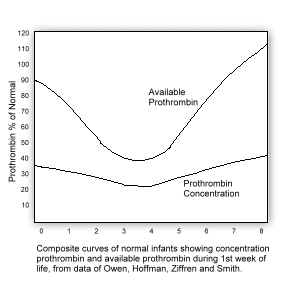 120
110
100
90
80
70
60
50
40
30
20
10
Prothrombin % of Normal
Available
Prothrombin
Prothrombin
Concentration
0 1 2 3 4 5 6 7 8
Composite curves of normal infants showing concentration
prothrombin and available prothrombin during 1st week of
life, from data of Owen, Hoffman, Ziffren and Smith.